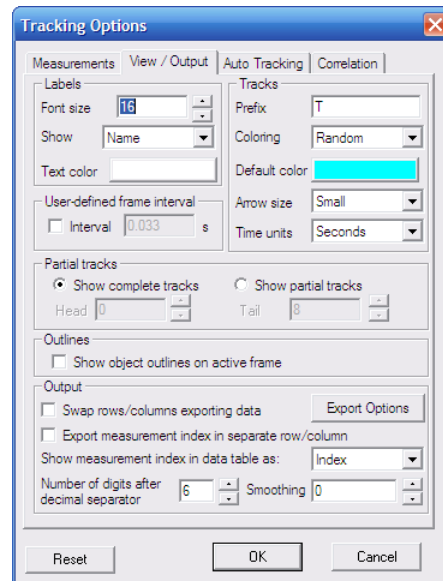 Tracking Options
Measurements View / Output Auto Tracking Correlation
Labels
Font size 16
Show Name
Text color
Tracks
Prefix T
Coloring Random
Default color
Arrow size Small
Time units Seconds
User-defined frame interval
Interval 0.033 s
Partial tracks
Show complete tracks Show partial tracks
Head 0 Tail 8
Outlines
Show object outlines on active frame
Output
Swap rows/columns exporting data Export Options
Export measurement index in separate row/column
Show measurement index in data table as: Index
Number of digits after
decimal separator 6 Smoothing 0
Reset OK Cancel